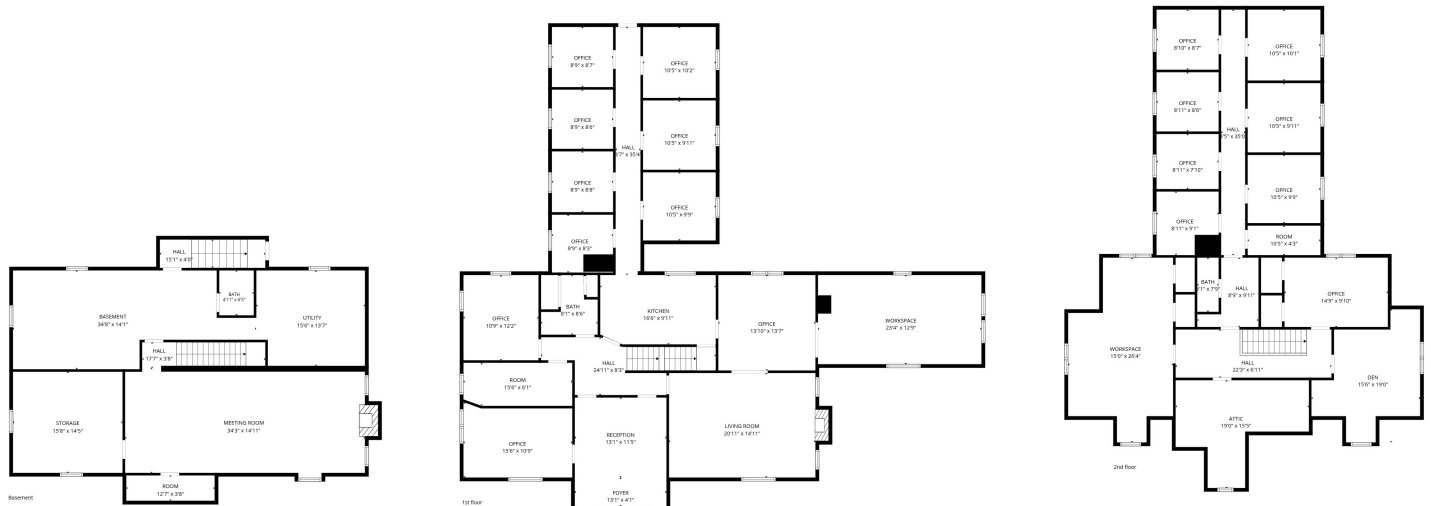 HALL
15'1" x 4'0"
BATH
4'11" x 6'5"
BASEMENT
34'8" x 14'1"
UTILITY
15'6" x 13'7"
HALL
17'7" x 3'8"
STORAGE
15'8" x 14'5"
MEETING ROOM
34'3" x 14'11"
ROOM
12'7" x 3'8"
Basement
OFFICE
8'9" x 8'7"
OFFICE
10'5" x 10'2"
OFFICE
8'9" x 8'6"
OFFICE
10'5" x 9'11"
HALL
OFFICE
8'9" x 8'8"
OFFICE
10'5" x 9'9"
OFFICE
8'9" x 8'3"
OFFICE
10'9" x 12'2"
BATH
8'1" x 8'6"
KITCHEN
16'0" x 9'11"
OFFICE
13'10" x 13'7"
WORKSPACE
23'4" x 12'9"
HALL
24'11" x 8'3"
ROOM
15'6" x 6'1"
OFFICE
15'6" x 10'9"
RECEPTION
13'1" x 11'5"
LIVING ROOM
20'11" x 14'11"
FOYER
13'1" x 4'1"
1st floor
OFFICE
8'10" x 8'7"
OFFICE
10'5" x 10'1"
OFFICE
8'11" x 8'6"
OFFICE
10'5" x 9'11"
HALL
OFFICE
8'11" x 7'10"
OFFICE
10'5" x 9'9"
OFFICE
8'11" x 9'1"
ROOM
10'5" x 4'3"
BATH
HALL
8'9" x 9'11"
OFFICE
14'9" x 9'10"
WORKSPACE
15'0" x 26'4"
HALL
22'3" x 6'11"
DEN
15'6" x 19'0"
ATTIC
19'0" x 15'5"
2nd floor